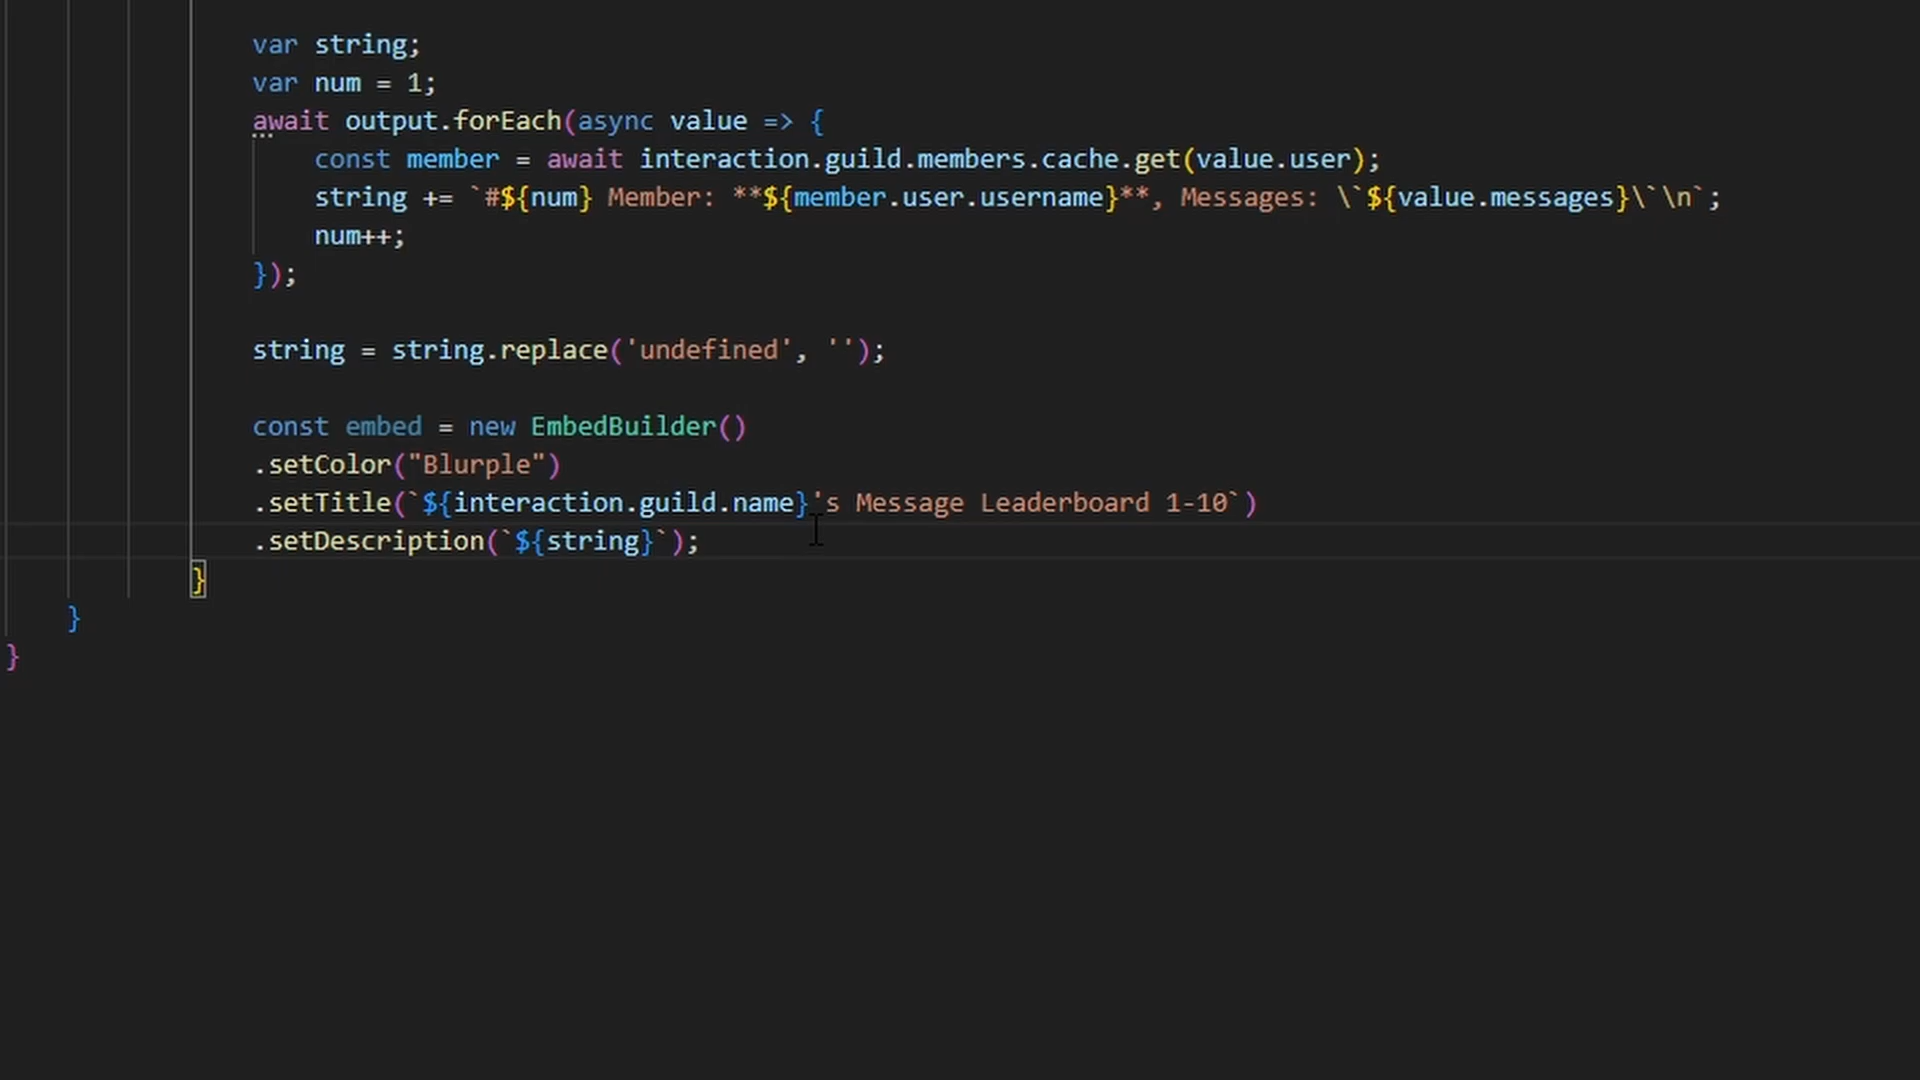 var string;
var num = 1;
await output.forEach(async value => {
const member = await interaction.guild.members.cache.get(value.user);
string += `#${num} Member: **${member.user.username}**, Messages: \`${value.messages}\`\n`;
num++;
});
string = string.replace('undefined', '');
const embed = new EmbedBuilder()
.setColor("Blurple")
.setTitle(`${interaction.guild.name}'s Message Leaderboard 1-10`)
.setDescription(`${string}`);
}
}
}